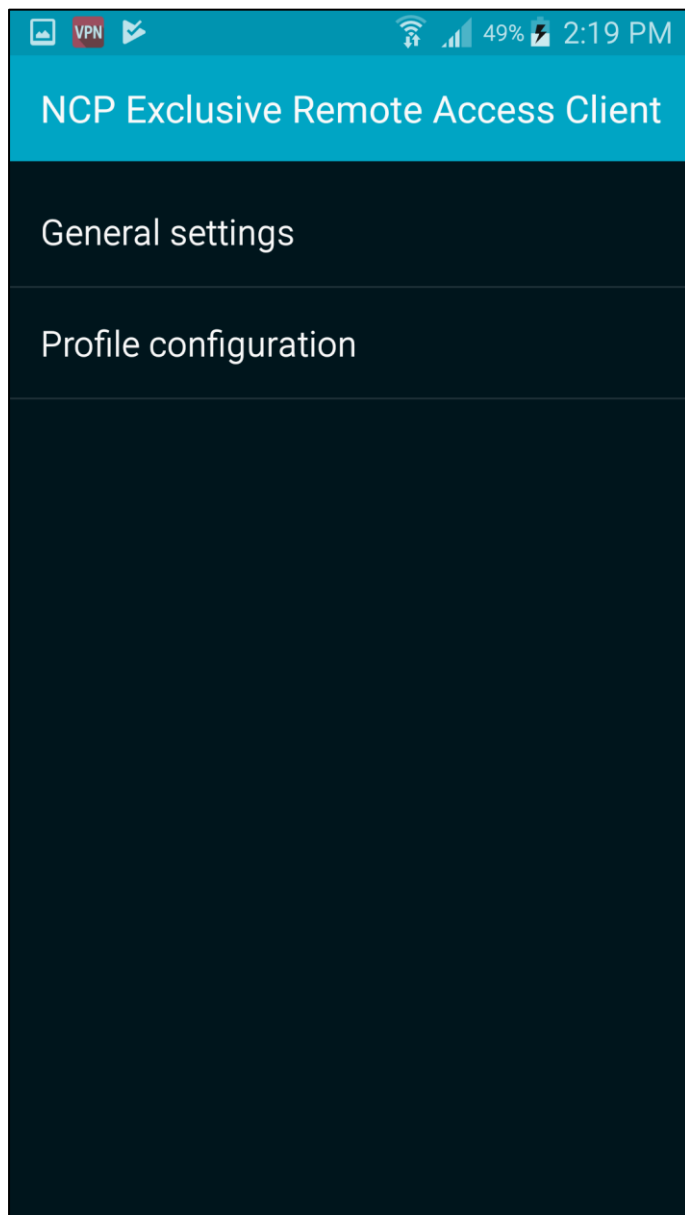 VPN 49% 2:19 PM
NCP Exclusive Remote Access Client
General settings
Profile configuration